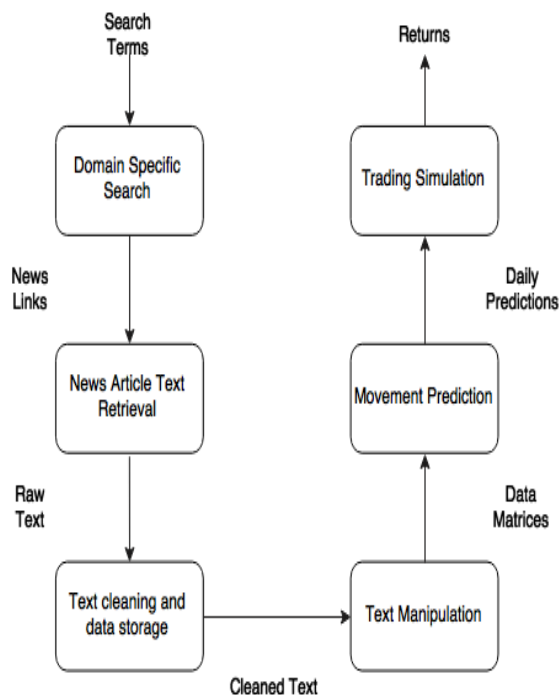 Search
Terms
Domain Specific
Search
News
Links
News Article Text
Retrieval
Raw
Text
Text cleaning and
data storage
Cleaned Text
Text Manipulation
Data
Matrices
Movement Prediction
Daily
Predictions
Trading Simulation
Returns